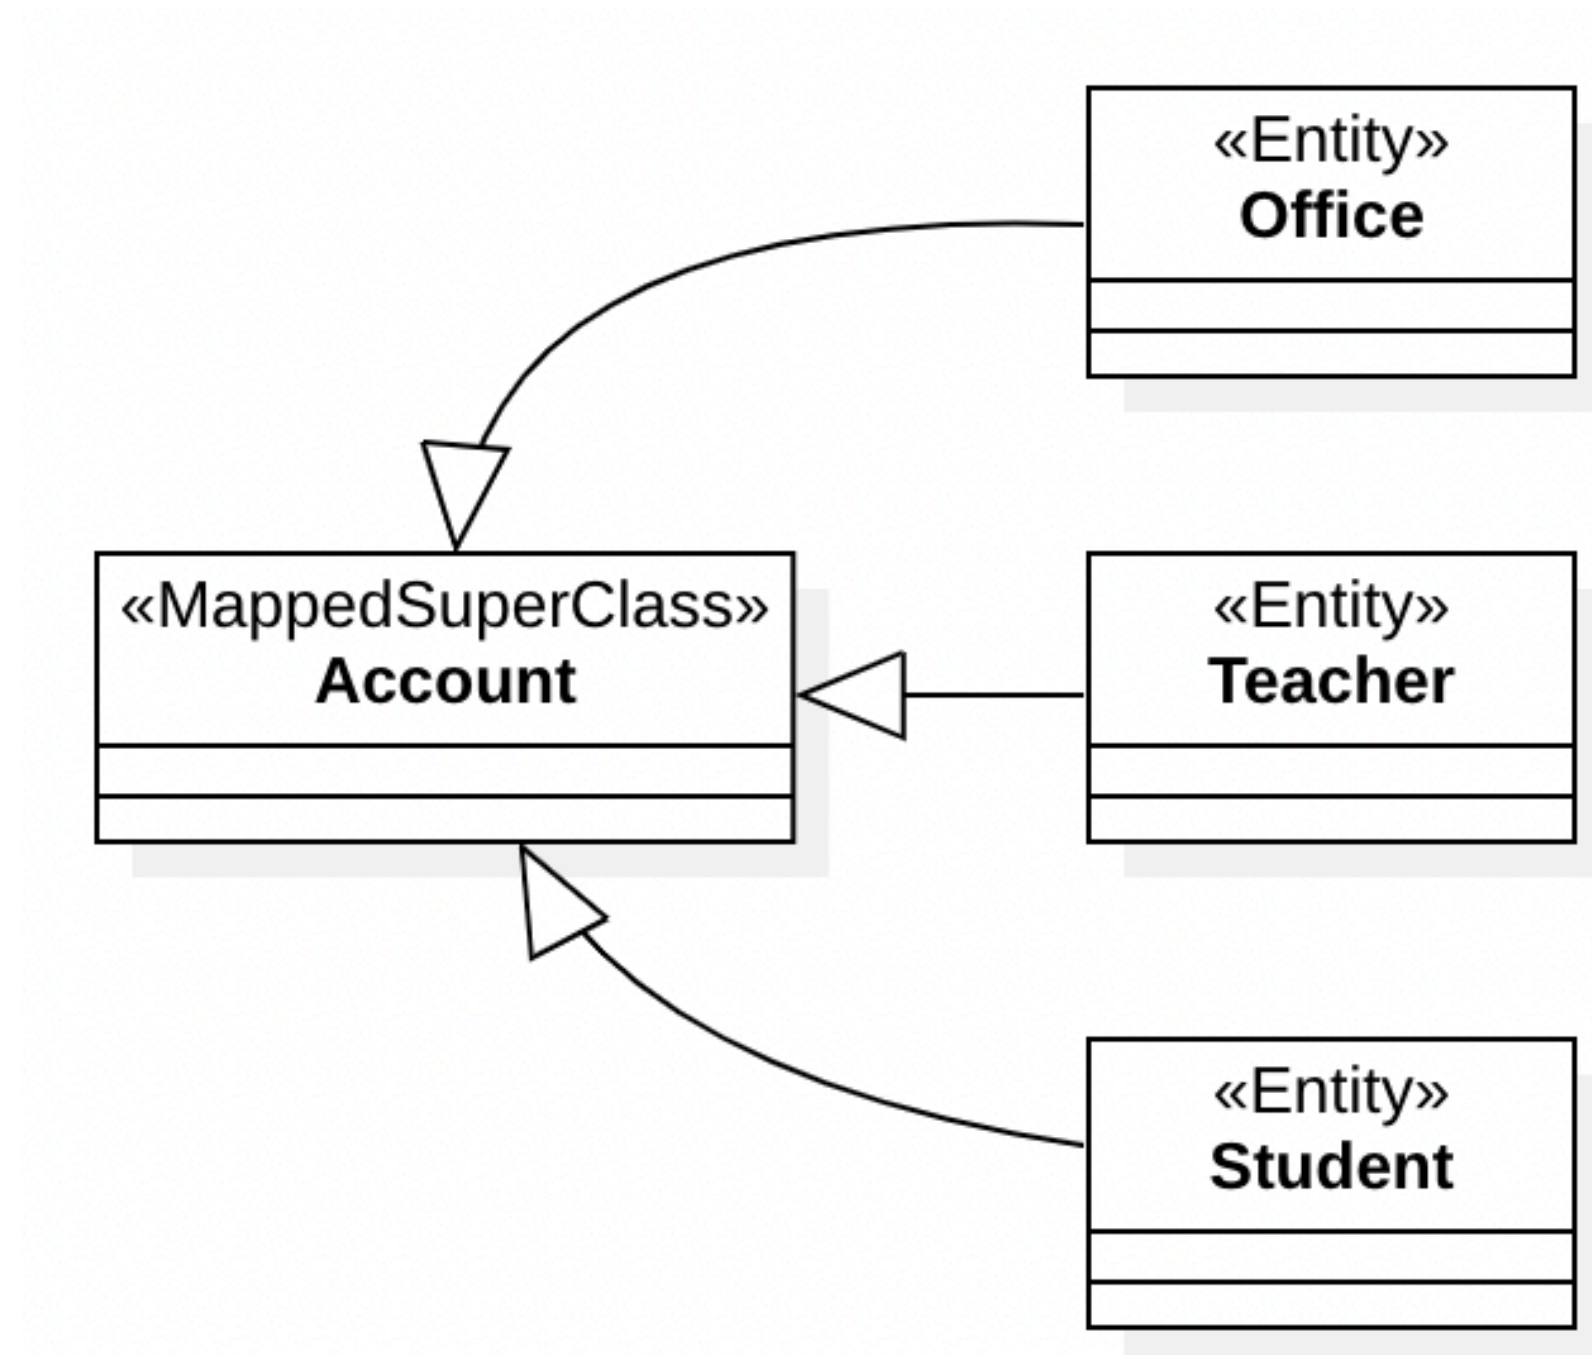 «Entity»
Office
«MappedSuperClass»
Account
«Entity»
Teacher
«Entity»
Student